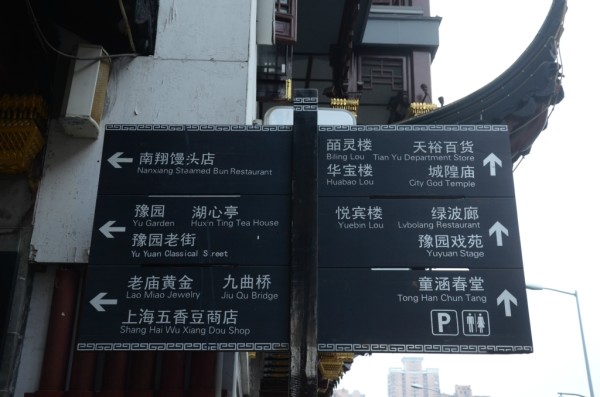 南翔馒头店
Nanxiang Staamed Bun Restaurant
豫园 湖心亭
Yu Garden Huxin Ting Tea House
豫园老街
Yu Yuan Classical Street
老庙黄金 九曲桥
Lao Miao Jewelry Jiu Qu Bridge
上海五香豆商店
Shang Hai Wu Xiang Dou Shop
皕灵楼 天裕百货
Biling Lou Tian Yu Department Store
华宝楼 城隍庙
Huabao Lou City God Temple
悦宾楼 绿波廊
Yuebin Lou Lvbolang Restaurant
豫园戏苑
Yuyuan Stage
童涵春堂
Tong Han Chun Tang
P